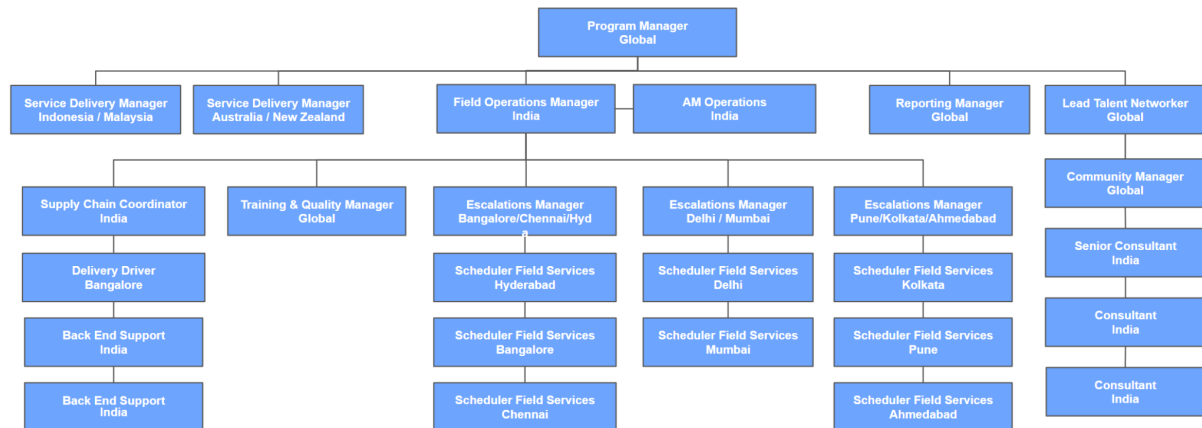 Program Manager
Global
Service Delivery Manager
Indonesia / Malaysia
Service Delivery Manager
Australia / New Zealand
Field Operations Manager
India
AM Operations
India
Reporting Manager
Global
Lead Talent Networker
Global
Supply Chain Coordinator
India
Training & Quality Manager
Global
Escalations Manager
Bangalore/Chennai/Hyd
a
Escalations Manager
Delhi / Mumbai
Escalations Manager
Pune/Kolkata/Ahmedabad
Community Manager
Global
Delivery Driver
Bangalore
Scheduler Field Services
Hyderabad
Scheduler Field Services
Delhi
Scheduler Field Services
Kolkata
Senior Consultant
India
Back End Support
India
Scheduler Field Services
Bangalore
Scheduler Field Services
Mumbai
Scheduler Field Services
Pune
Consultant
India
Back End Support
India
Scheduler Field Services
Chennai
Scheduler Field Services
Ahmedabad
Consultant
India